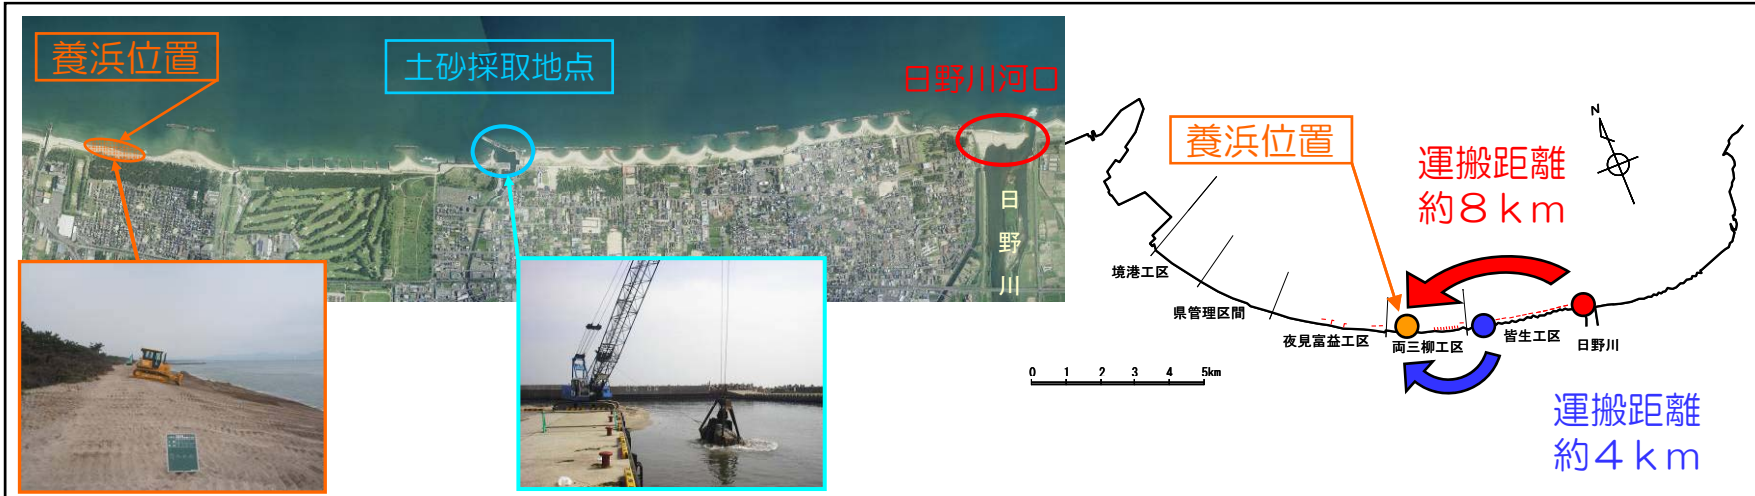 養浜位置
土砂採取地点
日野川河口
日
野
川
養浜位置
N
運搬距離
約8km
境港工区
県管理区間
夜見富益工区
両三柳工区
皆生工区
日野川
0 1 2 3 4 5km
運搬距離
約4km